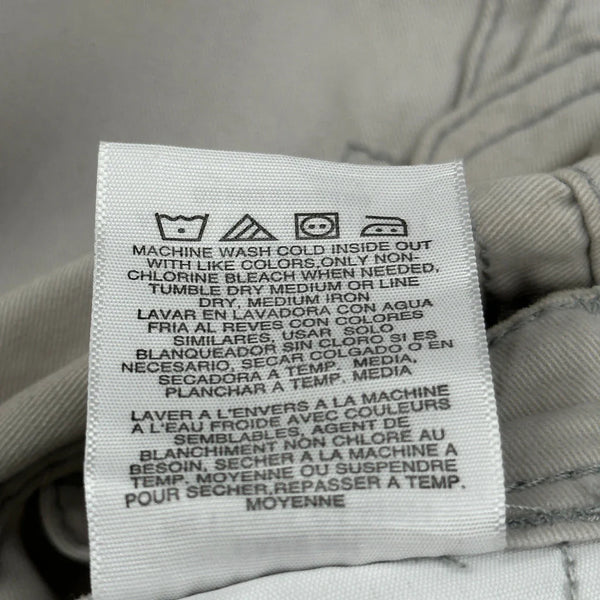 MACHINE WASH COLD INSIDE OUT
WITH LIKE COLORS,ONLY NON-
CHLORINE BLEACH WHEN NEEDED,
TUMBLE DRY MEDIUM OR LINE
DRY, MEDIUM IRON
LAVAR EN LAVADORA CON AGUA
FRIA AL REVES CON COLORES
SIMILARES, USAR SOLO
BLANQUEADOR SIN CLORO SI ES
NECESARIO, SECAR COLGADO O EN
SECADORA A TEMP. MEDIA,
PLANCHAR A TEMP. MEDIA
LAVER A L'ENVERS A LA MACHINE
A L'EAU FROIDE AVEC COULEURS
SEMBLABLES, AGENT DE
BLANCHIMENT NON CHLORÉ AU
BESOIN, SECHER A LA MACHINE A
TEMP. MOYENNE OU SUSPENDRE
POUR SECHER,REPASSER A TEMP.
MOYENNE